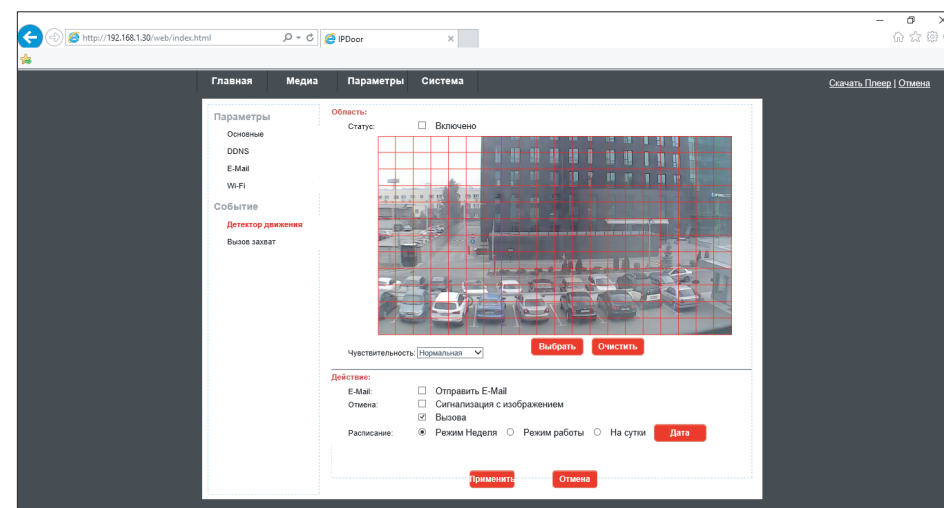 http://192.168.1.30/web/index.html
IPDoor
Главная Медиа Параметры Система
Скачать Плеер | Отмена
Параметры
Основные
DDNS
E-Mail
Wi-Fi
Событие
Детектор движения
Вызов захват
Область:
Статус: Включено
Чувствительность: Нормальная
Выбрать Очистить
Действие:
E-Mail: Отправить E-Mail
Отмена: Сигнализация с изображением
Вызова
Расписание: Режим Неделя Режим работы На сутки Дата
Применить Отмена